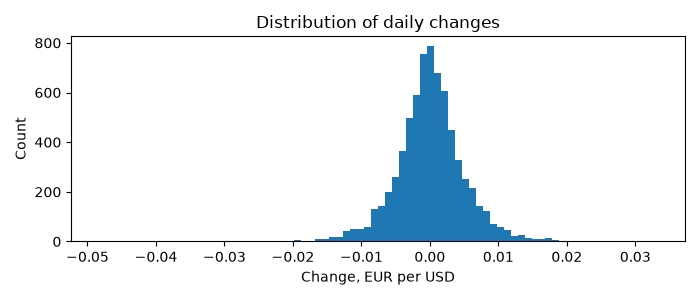 Distribution of daily changes
800
600
400
200
0
Count
−0.05 −0.04 −0.03 −0.02 −0.01 0.00 0.01 0.02 0.03
Change, EUR per USD